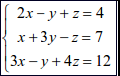 2x − y + z = 4
x + 3y − z = 7
3x − y + 4z = 12